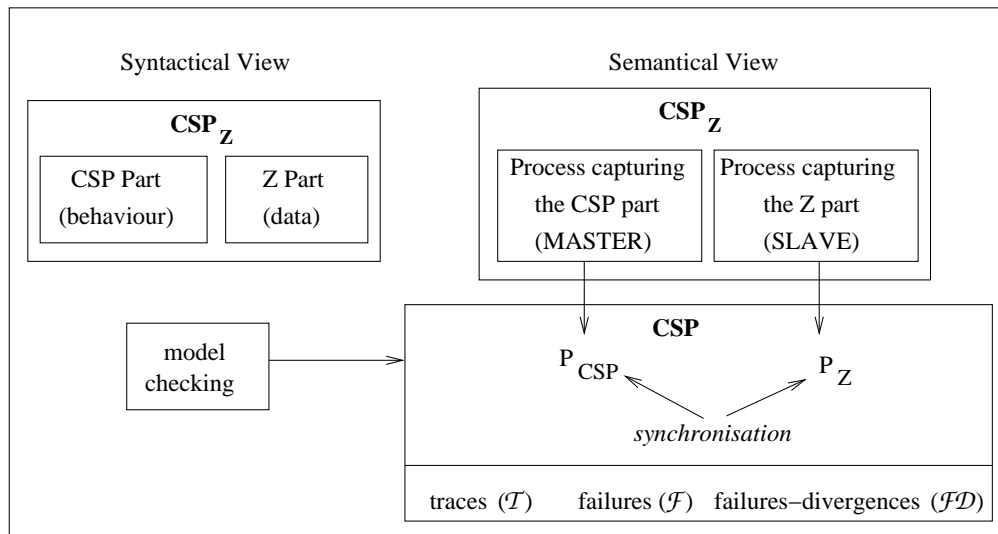 Syntactical View
Semantical View
CSP_Z
CSP Part
(behaviour)
Z Part
(data)
CSP_Z
Process capturing
the CSP part
(MASTER)
Process capturing
the Z part
(SLAVE)
model
checking
CSP
P_CSP
P_Z
synchronisation
traces (𝒯) failures (ℱ) failures−divergences (ℱ𝒟)